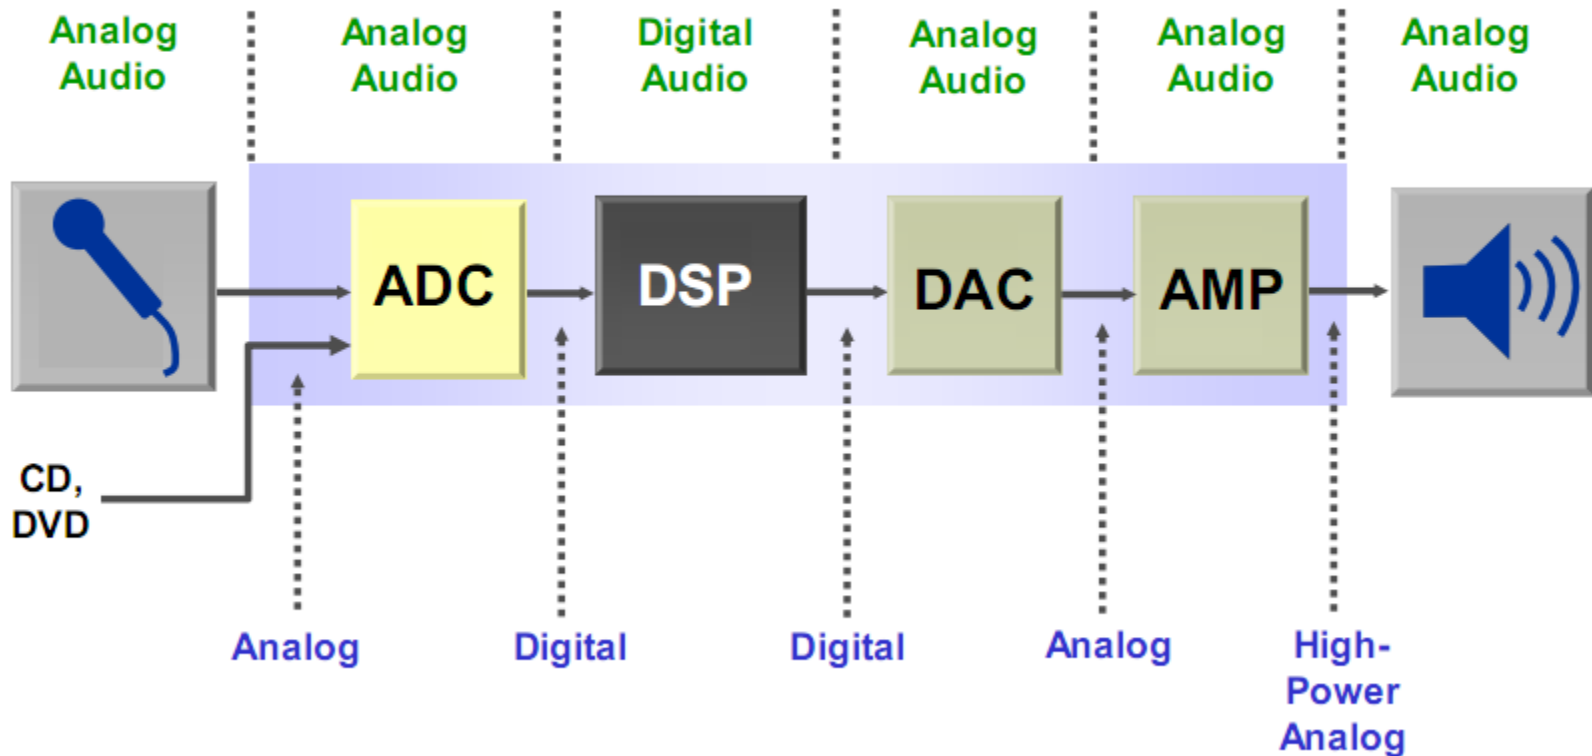 Analog
Audio
Analog
Audio
Digital
Audio
Analog
Audio
Analog
Audio
Analog
Audio
ADC
DSP
DAC
AMP
CD,
DVD
Analog
Digital
Digital
Analog
High-
Power
Analog